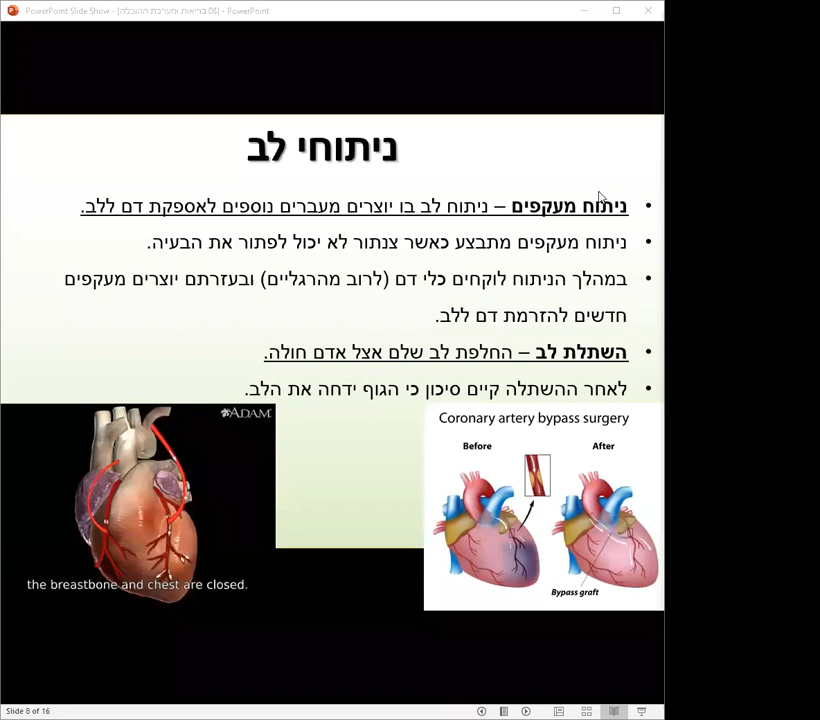 PowerPoint Slide Show - [08 בריאות ומערכת ההובלה] - PowerPoint
ניתוחי לב
• ניתוח מעקפים – ניתוח לב בו יוצרים מעברים נוספים לאספקת דם ללב.
• ניתוח מעקפים מתבצע כאשר צנתור לא יכול לפתור את הבעיה.
• במהלך הניתוח לוקחים כלי דם (לרוב מהרגליים) ובעזרתם יוצרים מעקפים
חדשים להזרמת דם ללב.
• השתלת לב – החלפת לב שלם אצל אדם חולה.
• לאחר ההשתלה קיים סיכון כי הגוף ידחה את הלב.
ADAM
the breastbone and chest are closed.
Coronary artery bypass surgery
Before After
Bypass graft
Slide 8 of 16